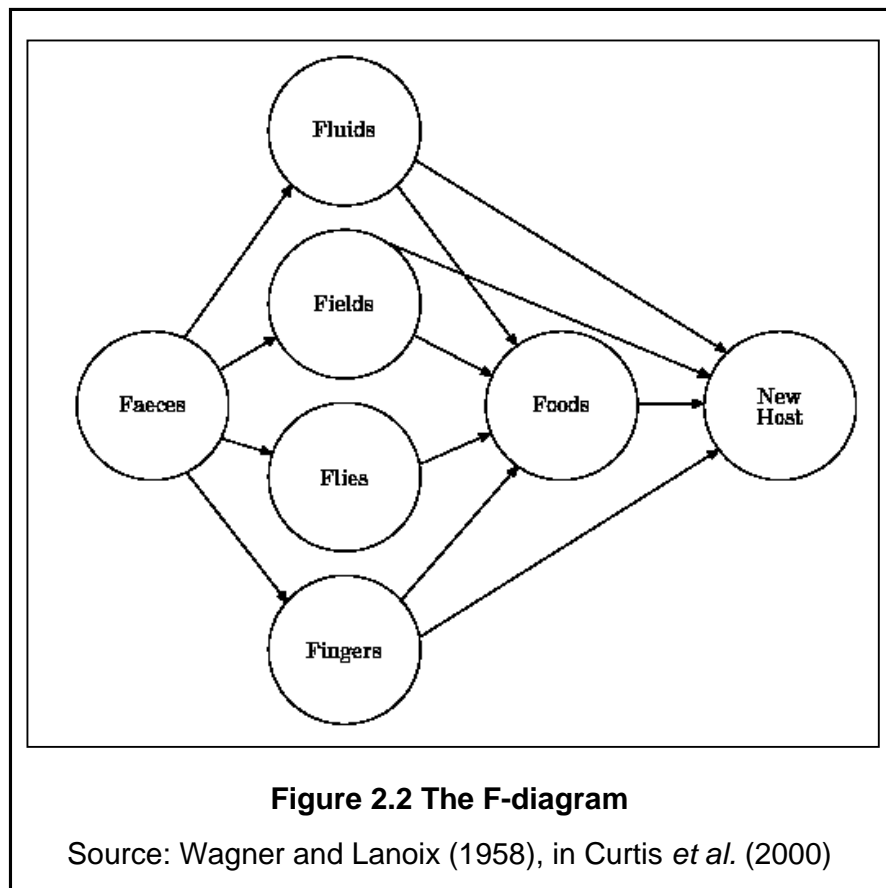 Fluids
Fields
Faeces
Foods
New
Host
Flies
Fingers
Figure 2.2 The F-diagram
Source: Wagner and Lanoix (1958), in Curtis et al. (2000)